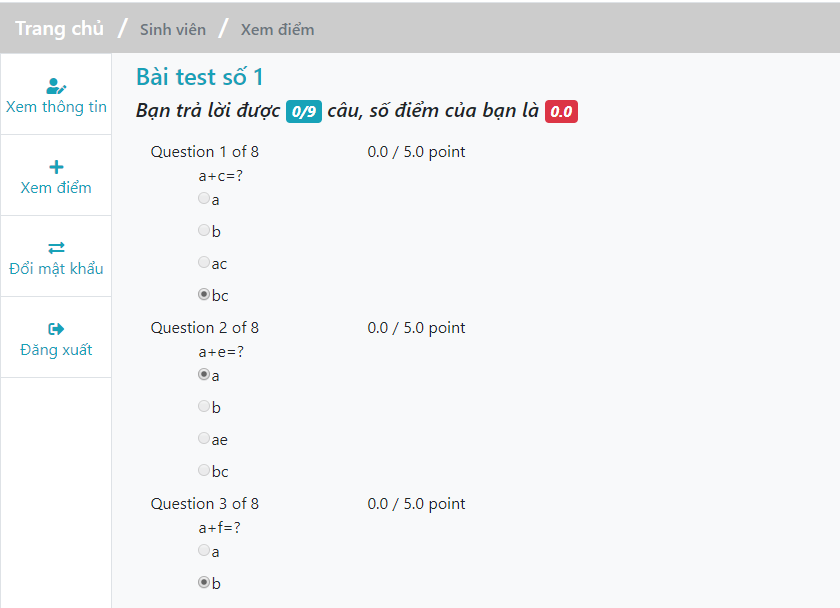 Trang chủ / Sinh viên / Xem điểm
Xem thông tin
Xem điểm
Đổi mật khẩu
Đăng xuất
Bài test số 1
Bạn trả lời được 0/9 câu, số điểm của bạn là 0.0
Question 1 of 8 0.0 / 5.0 point
a+c=?
a
b
ac
bc
Question 2 of 8 0.0 / 5.0 point
a+e=?
a
b
ae
bc
Question 3 of 8 0.0 / 5.0 point
a+f=?
a
b